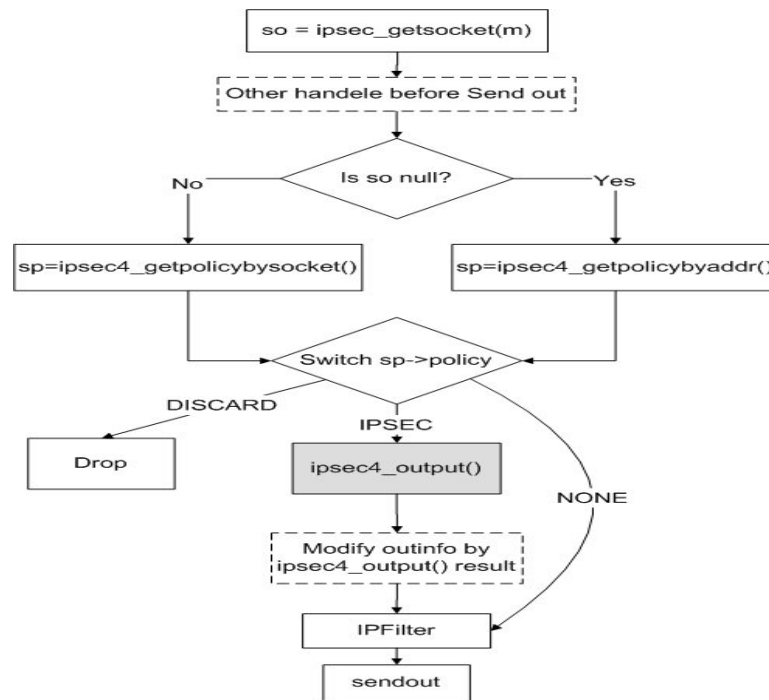 so = ipsec_getsocket(m)
Other handele before Send out
Is so null?
No
Yes
sp=ipsec4_getpolicybysocket()
sp=ipsec4_getpolicybyaddr()
Switch sp->policy
DISCARD
IPSEC
Drop
ipsec4_output()
NONE
Modify outinfo by
ipsec4_output() result
IPFilter
sendout